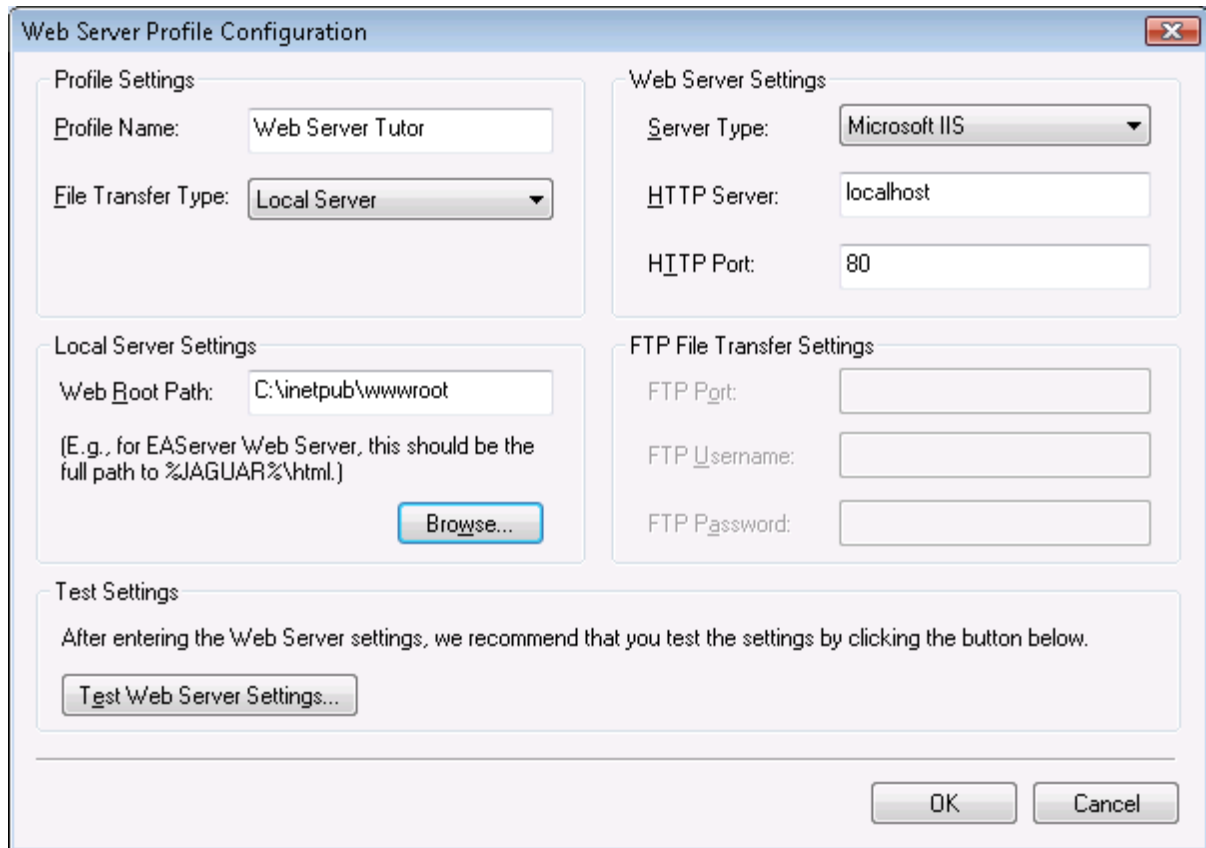 Web Server Profile Configuration
Profile Settings
Profile Name: Web Server Tutor
File Transfer Type: Local Server
Web Server Settings
Server Type: Microsoft IIS
HTTP Server: localhost
HTTP Port: 80
Local Server Settings
Web Root Path: C:\inetpub\wwwroot
(E.g., for EAServer Web Server, this should be the
full path to %JAGUAR%\html.)
Browse...
FTP File Transfer Settings
FTP Port:
FTP Username:
FTP Password:
Test Settings
After entering the Web Server settings, we recommend that you test the settings by clicking the button below.
Test Web Server Settings...
OK
Cancel